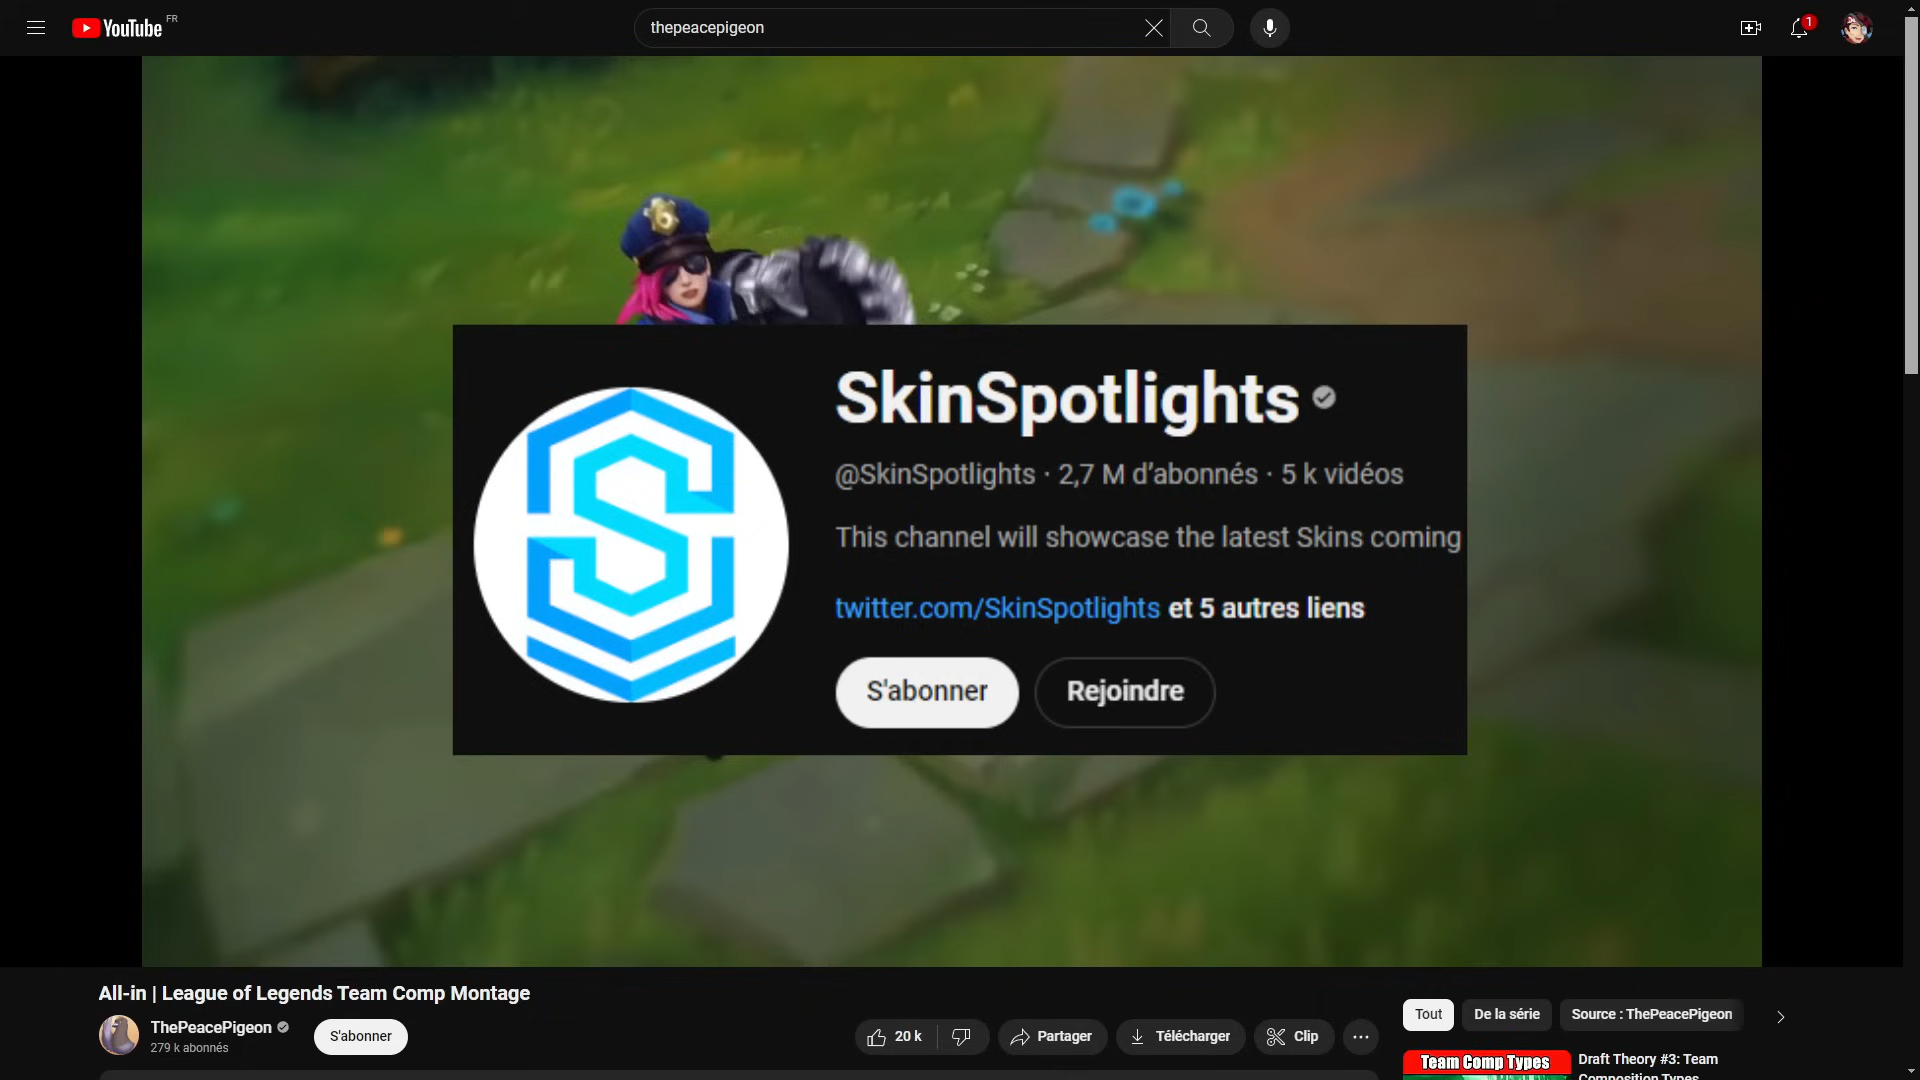 YouTube FR
thepeacepigeon
1
6
SkinSpotlights
@SkinSpotlights · 2,7 M d’abonnés · 5 k vidéos
This channel will showcase the latest Skins coming
twitter.com/SkinSpotlights et 5 autres liens
S'abonner
Rejoindre
All-in | League of Legends Team Comp Montage
ThePeacePigeon
279 k abonnés
S'abonner
20 k
Partager
Télécharger
Clip
Tout
De la série
Source : ThePeacePigeon
Team Comp Types
Draft Theory #3: Team
Composition Types